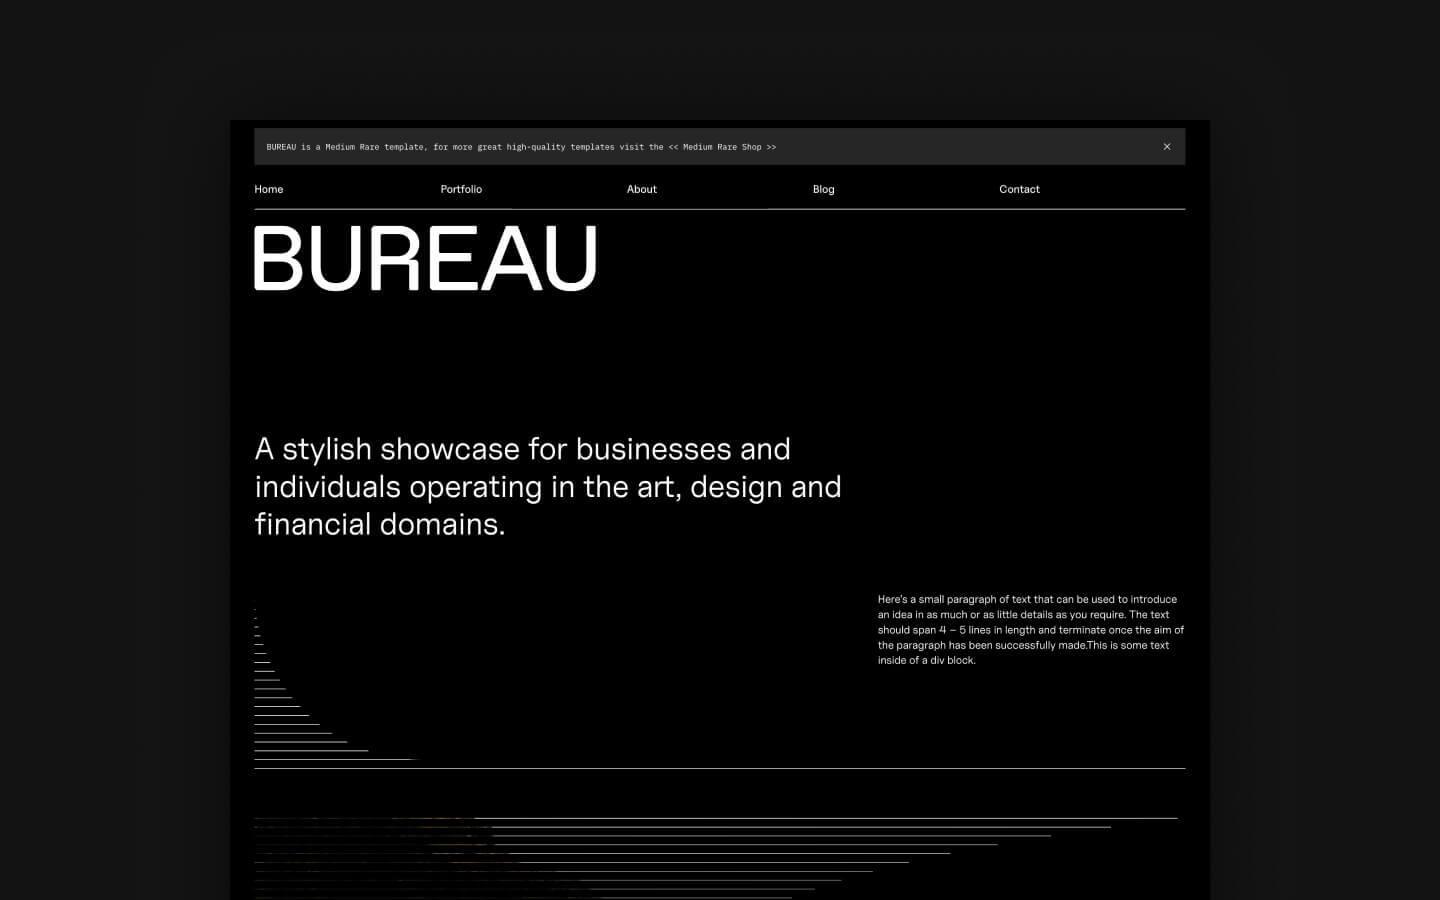 BUREAU is a Medium Rare template, for more great high-quality templates visit the << Medium Rare Shop >>
Home Portfolio About Blog Contact
BUREAU
A stylish showcase for businesses and
individuals operating in the art, design and
financial domains.
Here's a small paragraph of text that can be used to introduce
an idea in as much or as little details as you require. The text
should span 4 – 5 lines in length and terminate once the aim of
the paragraph has been successfully made.This is some text
inside of a div block.